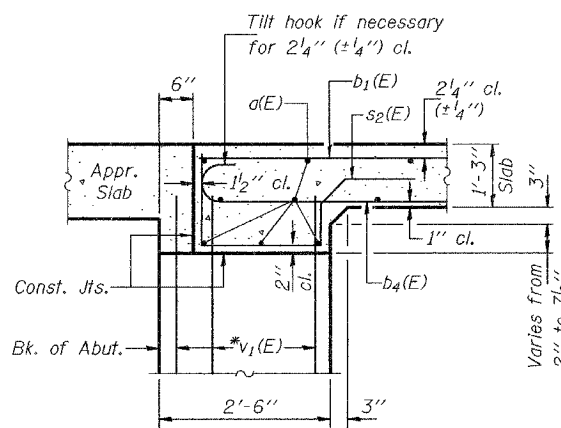 Tilt hook if necessary
for 2¼" (±¼") cl.
6"
b₁(E)
a(E)
s₂(E)
2¼" cl.
(±¼")
Appr.
Slab
1½" cl.
1'-3"
Slab
3"
1" cl.
2"
cl.
Const. Jts.
b₄(E)
Varies from
Bk. of Abut.
*v₁(E)
2'-6"
3"